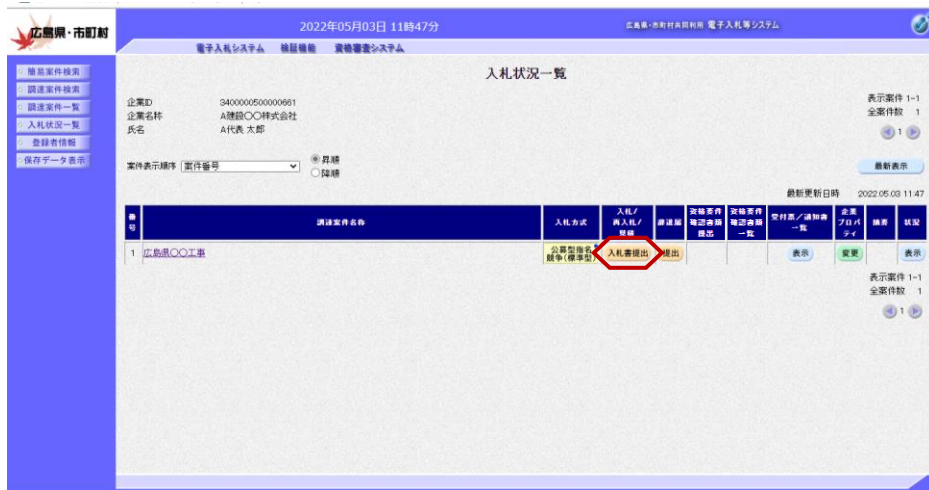 広島県・市町村
2022年05月03日 11時47分
広島県・市町村共同利用 電子入札等システム
電子入札システム 検証機能 資格審査システム
簡易案件検索
調達案件検索
調達案件一覧
入札状況一覧
登録者情報
保存データ表示
入札状況一覧
企業ID 3400000500000661
企業名称 A建設〇〇株式会社
氏名 A代表 太郎
表示案件 1-1
全案件数 1
1
案件表示順序 案件番号 昇順
降順
最新表示
最新更新日時 2022.05.03 11:47
番号 調達案件名称 入札方式 入札/再入札/見積 辞退届 資格要件確認書類提出 資格要件確認書類一覧 受付票/通知書一覧 企業プロパティ 摘要 状況
1 広島県〇〇工事 公募型指名競争(標準型) 入札書提出 提出 表示 変更 表示
表示案件 1-1
全案件数 1
1